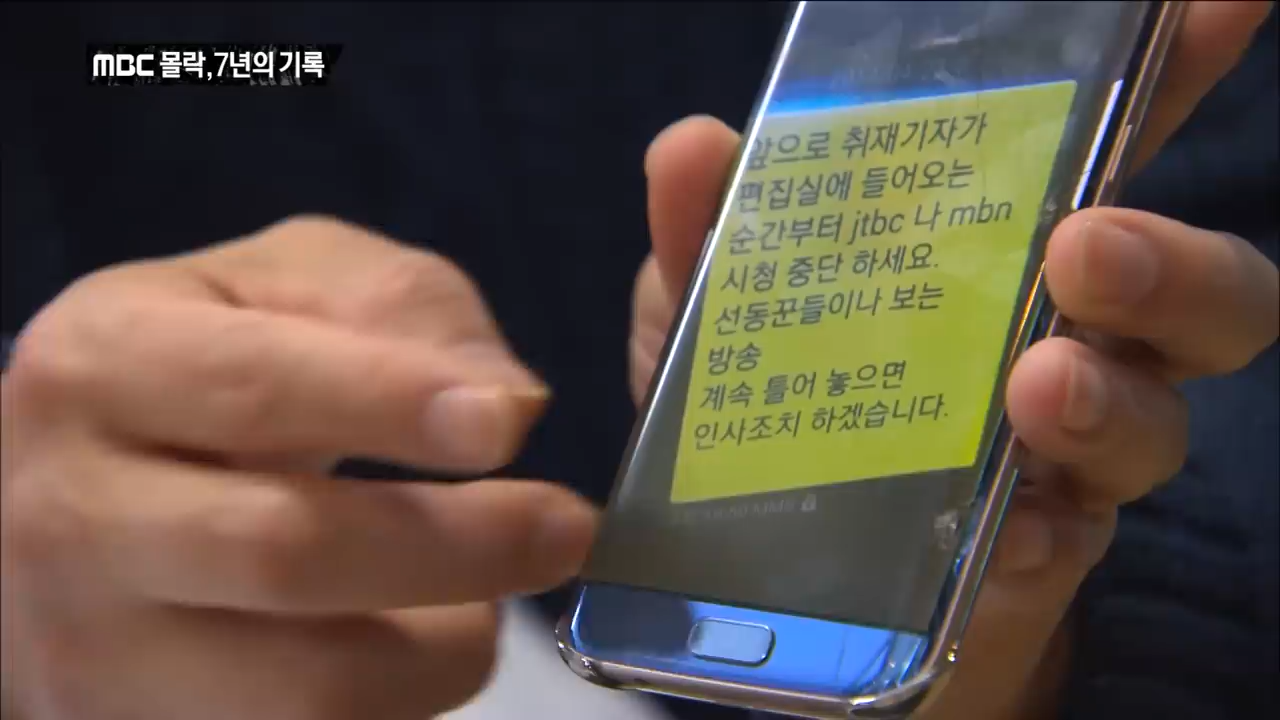 MBC 몰락, 7년의 기록
앞으로 취재기자가
편집실에 들어오는
순간부터 jtbc 나 mbn
시청 중단 하세요.
선동꾼들이나 보는
방송
계속 틀어 놓으면
인사조치 하겠습니다.